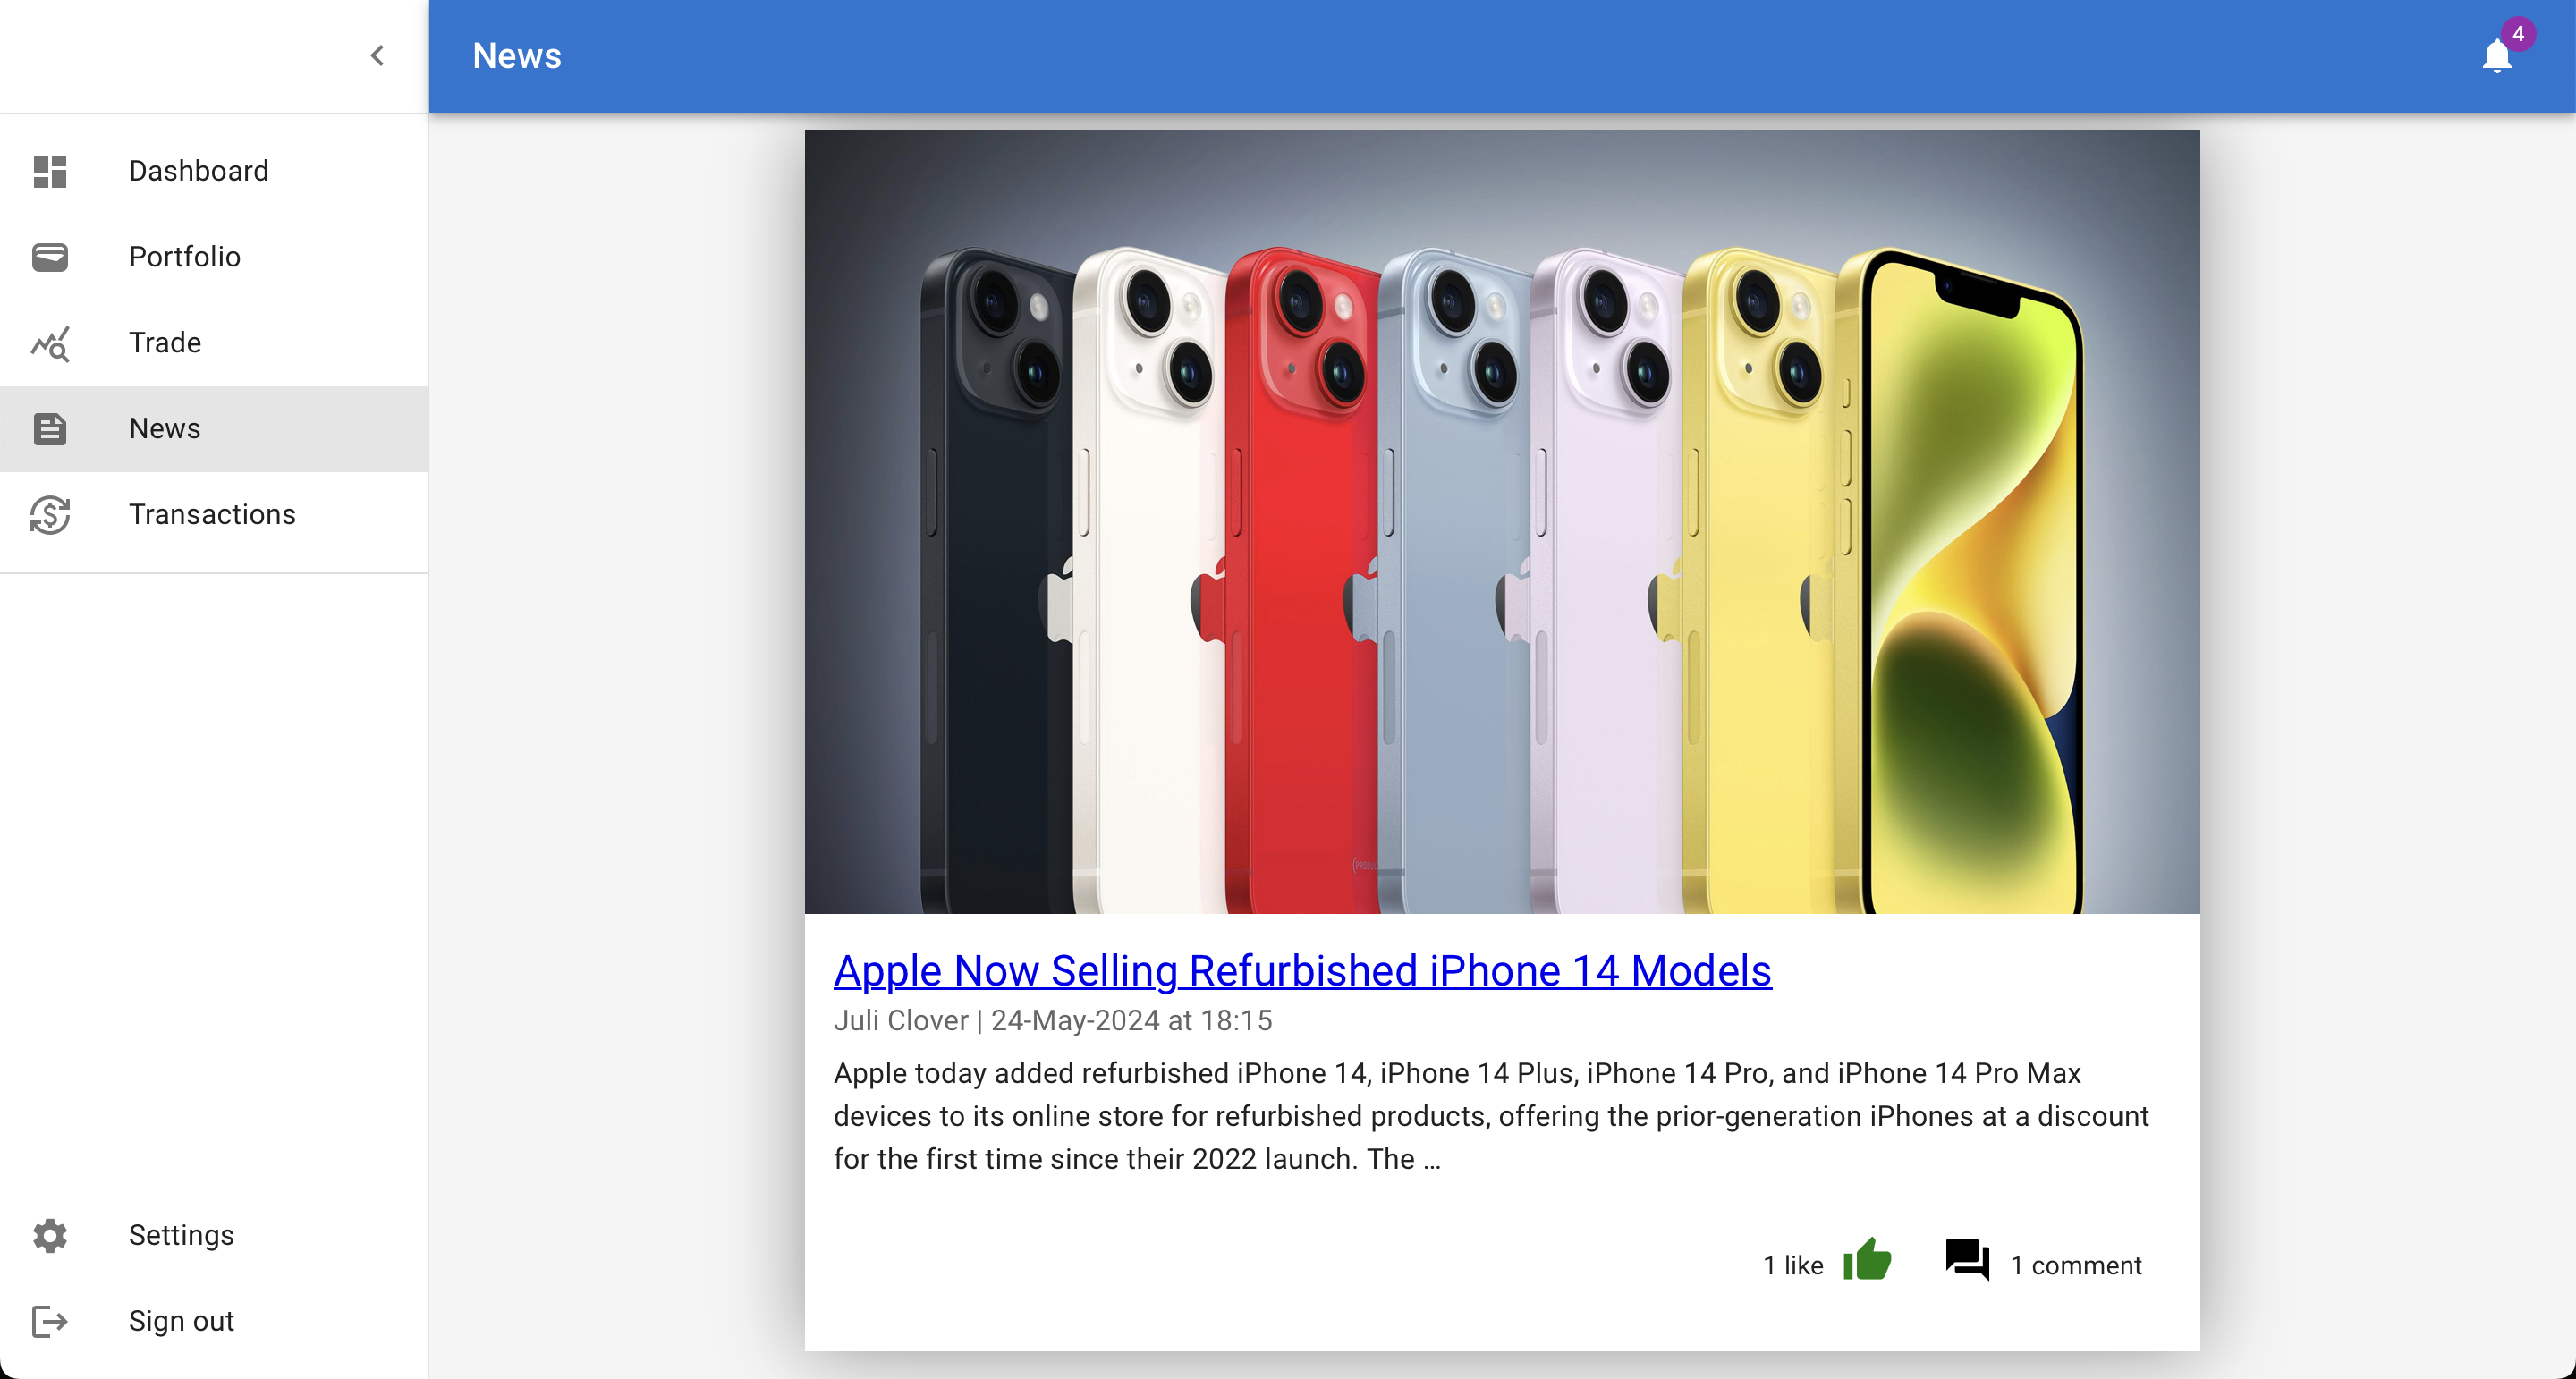 News
4
Dashboard
Portfolio
Trade
News
Transactions
Settings
Sign out
Apple Now Selling Refurbished iPhone 14 Models
Juli Clover | 24-May-2024 at 18:15
Apple today added refurbished iPhone 14, iPhone 14 Plus, iPhone 14 Pro, and iPhone 14 Pro Max
devices to its online store for refurbished products, offering the prior-generation iPhones at a discount
for the first time since their 2022 launch. The ...
1 like
1 comment